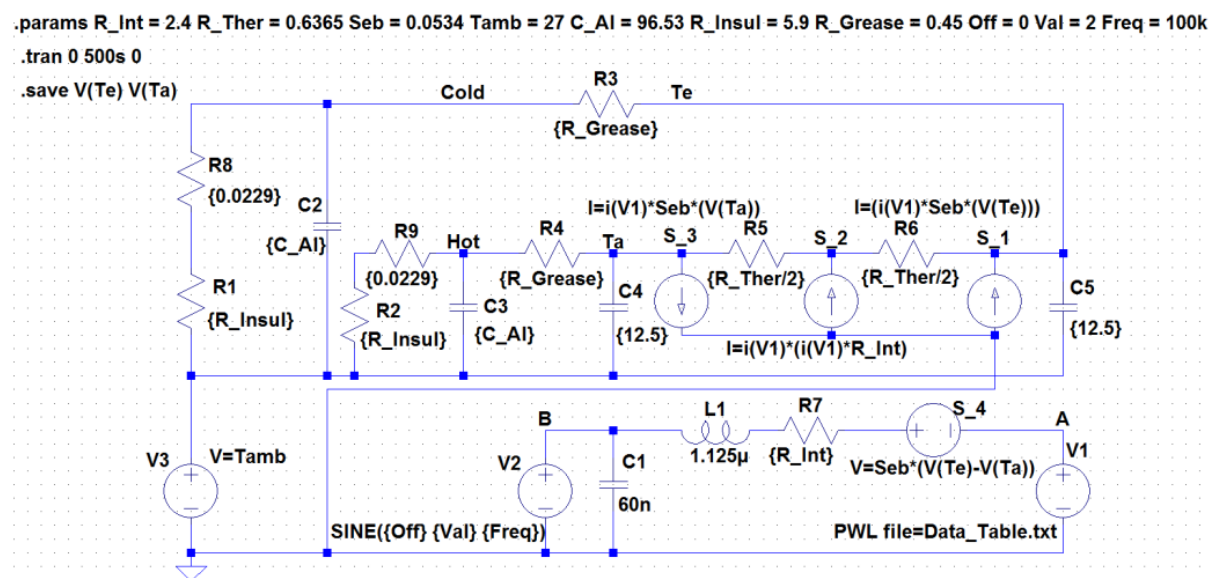 .params R_Int = 2.4 R_Ther = 0.6365 Seb = 0.0534 Tamb = 27 C_Al = 96.53 R_Insul = 5.9 R_Grease = 0.45 Off = 0 Val = 2 Freq = 100k
.tran 0 500s 0
.save V(Te) V(Ta)
Cold
R3
Te
{R_Grease}
R8
{0.0229}
C2
{C_Al}
R1
{R_Insul}
R9
{0.0229}
R2
{R_Insul}
Hot
C3
{C_Al}
R4
{R_Grease}
Ta
C4
{12.5}
I=i(V1)*Seb*(V(Ta))
S_3
R5
{R_Ther/2}
S_2
I=(i(V1)*Seb*(V(Te)))
R6
{R_Ther/2}
S_1
C5
{12.5}
I=i(V1)*(i(V1)*R_Int)
V3
V=Tamb
B
V2
SINE({Off} {Val} {Freq})
C1
60n
L1
1.125µ
R7
{R_Int}
S_4
V=Seb*(V(Te)-V(Ta))
A
V1
PWL file=Data_Table.txt